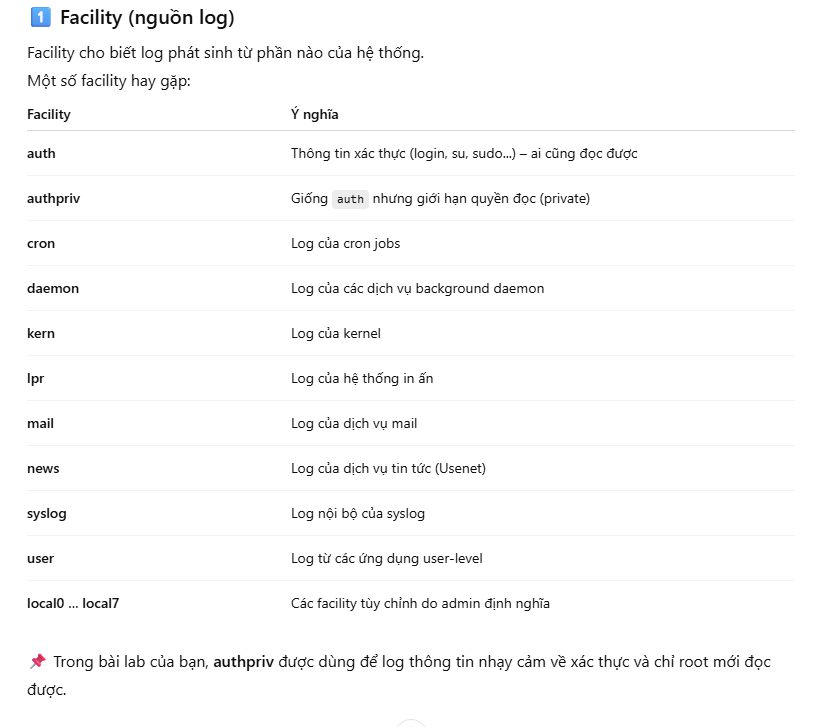 1 Facility (nguồn log)
Facility cho biết log phát sinh từ phần nào của hệ thống.
Một số facility hay gặp:
Facility Ý nghĩa
auth Thông tin xác thực (login, su, sudo...) – ai cũng đọc được
authpriv Giống auth nhưng giới hạn quyền đọc (private)
cron Log của cron jobs
daemon Log của các dịch vụ background daemon
kern Log của kernel
lpr Log của hệ thống in ấn
mail Log của dịch vụ mail
news Log của dịch vụ tin tức (Usenet)
syslog Log nội bộ của syslog
user Log từ các ứng dụng user-level
local0 … local7 Các facility tùy chỉnh do admin định nghĩa
📌 Trong bài lab của bạn, authpriv được dùng để log thông tin nhạy cảm về xác thực và chỉ root mới đọc
được.